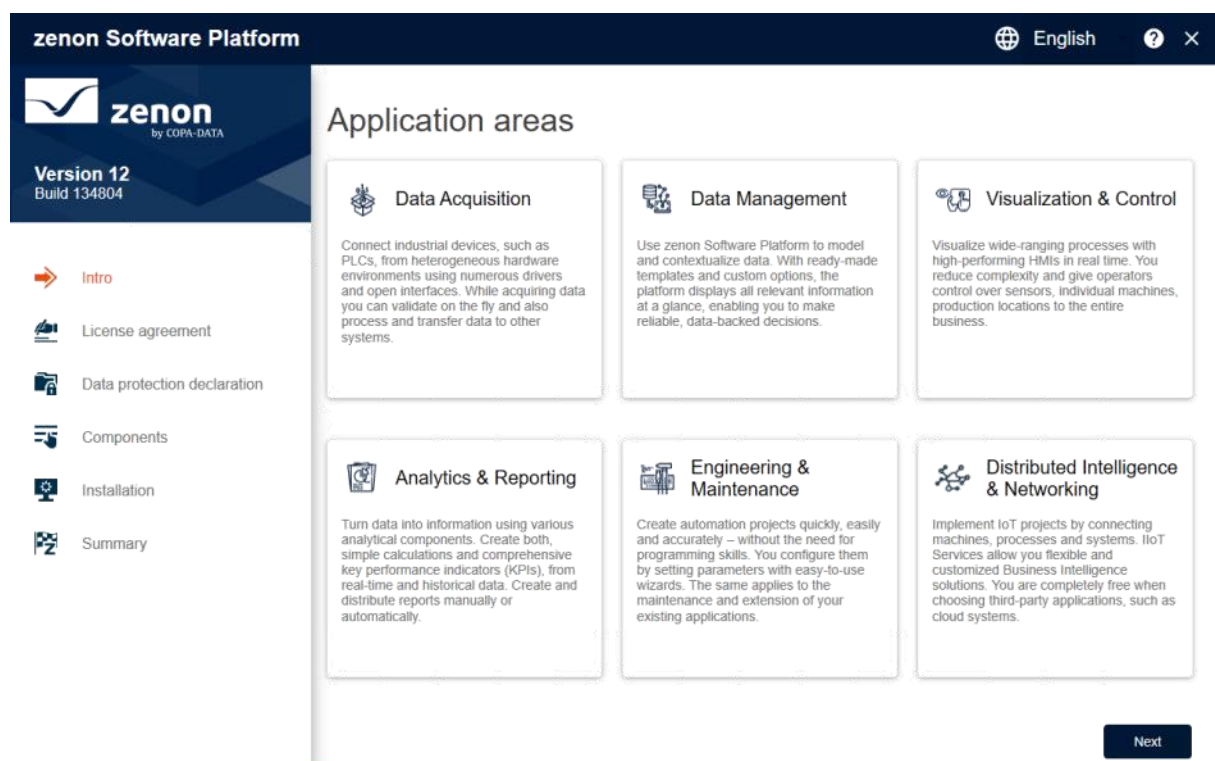 zenon Software Platform
English
zenon
by COPA-DATA
Version 12
Build 134804
Intro
License agreement
Data protection declaration
Components
Installation
Summary
Application areas
Data Acquisition
Connect industrial devices, such as
PLCs, from heterogeneous hardware
environments using numerous drivers
and open interfaces. While acquiring data
you can validate on the fly and also
process and transfer data to other
systems.
Data Management
Use zenon Software Platform to model
and contextualize data. With ready-made
templates and custom options, the
platform displays all relevant information
at a glance, enabling you to make
reliable, data-backed decisions.
Visualization & Control
Visualize wide-ranging processes with
high-performing HMIs in real time. You
reduce complexity and give operators
control over sensors, individual machines,
production locations to the entire
business.
Analytics & Reporting
Turn data into information using various
analytical components. Create both,
simple calculations and comprehensive
key performance indicators (KPIs), from
real-time and historical data. Create and
distribute reports manually or
automatically.
Engineering &
Maintenance
Create automation projects quickly, easily
and accurately – without the need for
programming skills. You configure them
by setting parameters with easy-to-use
wizards. The same applies to the
maintenance and extension of your
existing applications.
Distributed Intelligence
& Networking
Implement IoT projects by connecting
machines, processes and systems. IIoT
Services allow you flexible and
customized Business Intelligence
solutions. You are completely free when
choosing third-party applications, such as
cloud systems.
Next